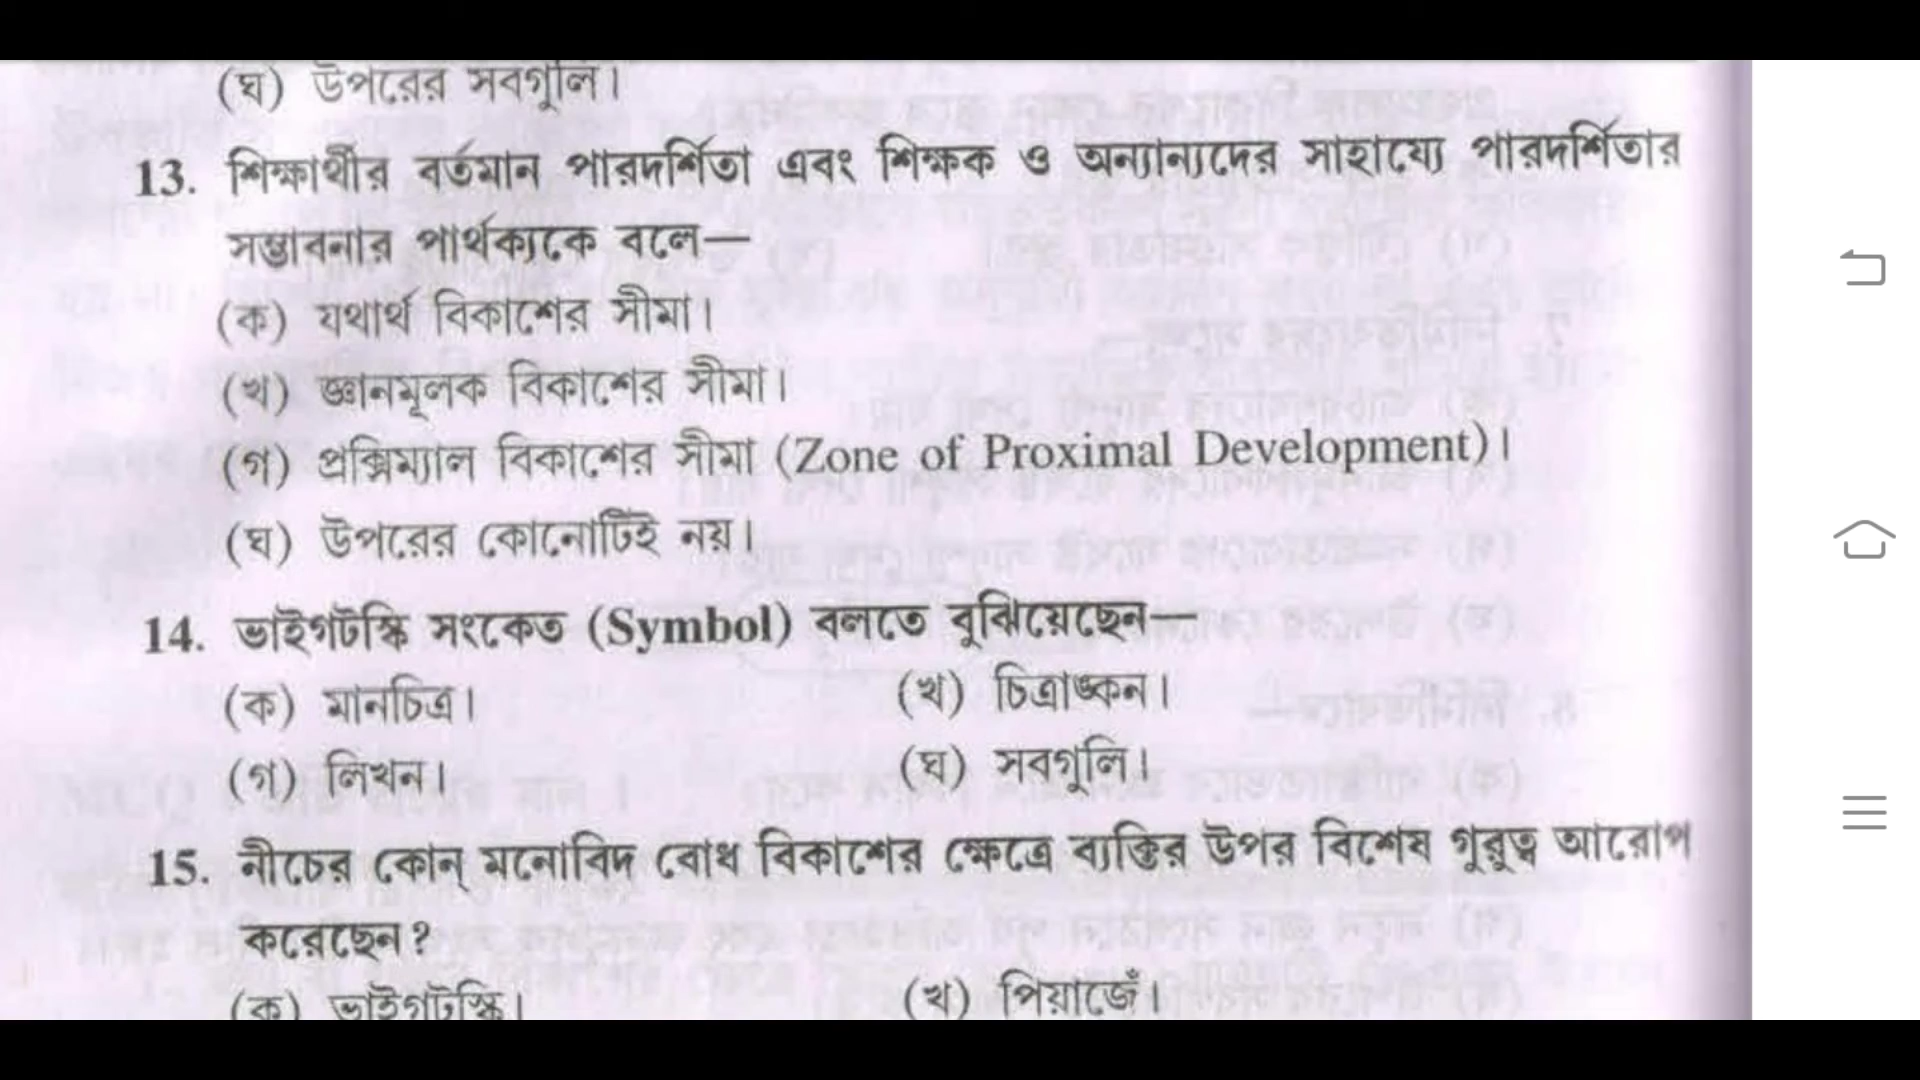 (ঘ) উপরের সবগুলি।
13. শিক্ষার্থীর বর্তমান পারদর্শিতা এবং শিক্ষক ও অন্যান্যদের সাহায্যে পারদর্শিতার
সম্ভাবনার পার্থক্যকে বলে—
(ক) যথার্থ বিকাশের সীমা।
(খ) জ্ঞানমূলক বিকাশের সীমা।
(গ) প্রক্সিম্যাল বিকাশের সীমা (Zone of Proximal Development)।
(ঘ) উপরের কোনোটিই নয়।
14. ভাইগটস্কি সংকেত (Symbol) বলতে বুঝিয়েছেন—
(ক) মানচিত্র। (খ) চিত্রাঙ্কন।
(গ) লিখন। (ঘ) সবগুলি।
15. নীচের কোন্ মনোবিদ বোধ বিকাশের ক্ষেত্রে ব্যক্তির উপর বিশেষ গুরুত্ব আরোপ
করেছেন?
(ক) ভাইগটস্কি। (খ) পিয়াজেঁ।